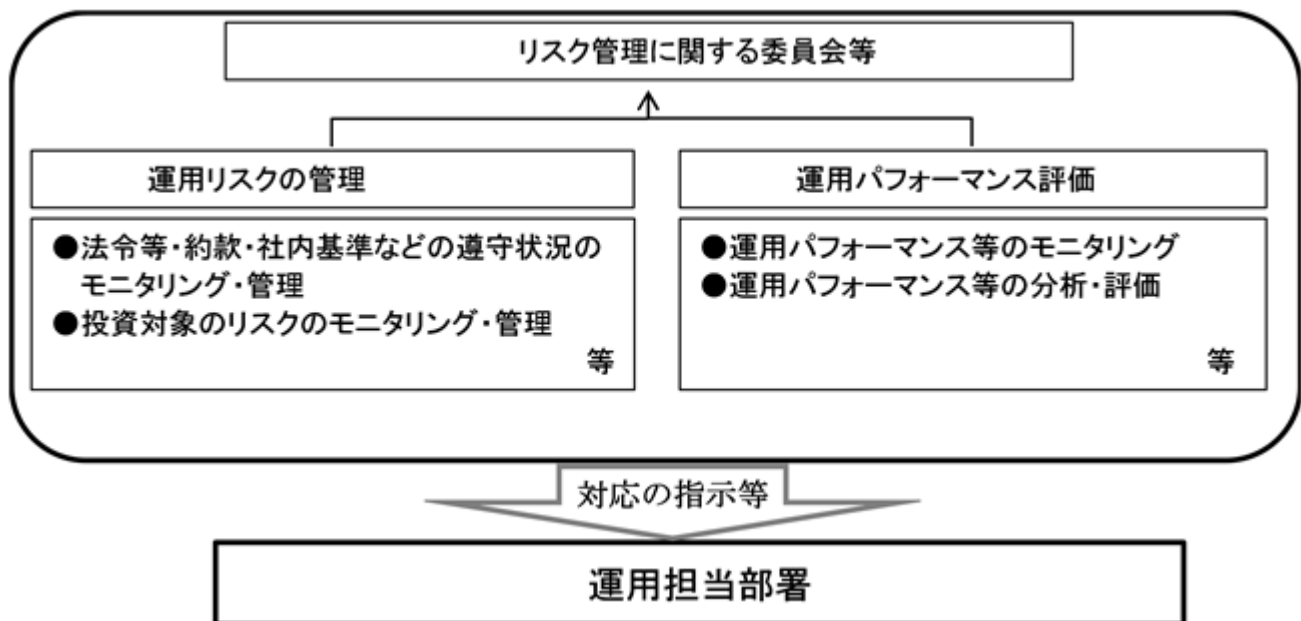 リスク管理に関する委員会等
運用リスクの管理
運用パフォーマンス評価
●法令等・約款・社内基準などの遵守状況の
モニタリング・管理
●投資対象のリスクのモニタリング・管理
等
●運用パフォーマンス等のモニタリング
●運用パフォーマンス等の分析・評価
等
対応の指示等
運用担当部署